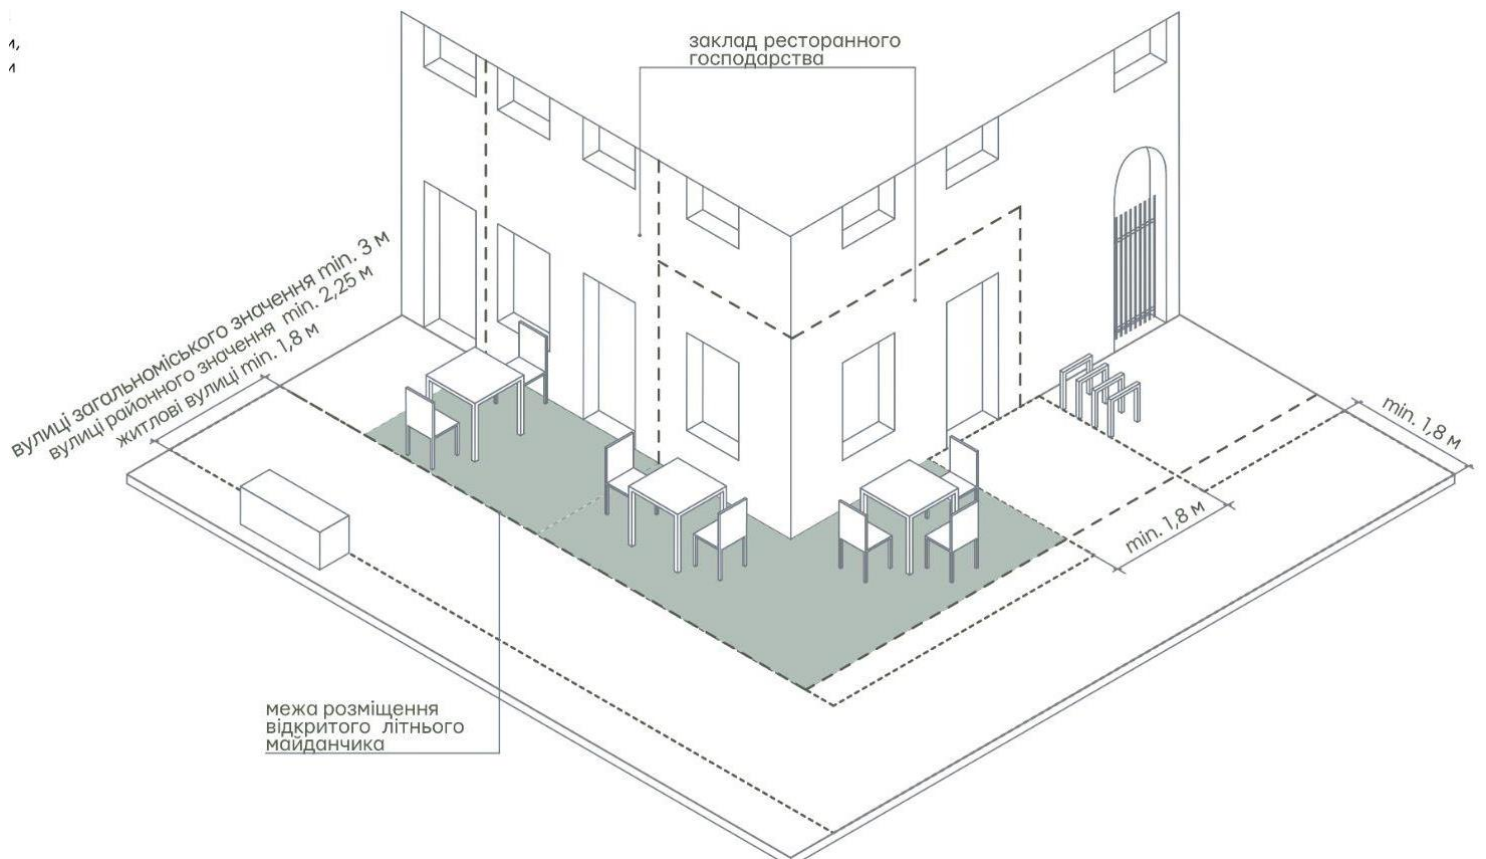 и,
и
заклад ресторанного
господарства
вулиці загальноміського значення min. 3 м
вулиці районного значення min. 2,25 м
житлові вулиці min. 1,8 м
min. 1,8 м
min. 1,8 м
межа розміщення
відкритого літнього
майданчика